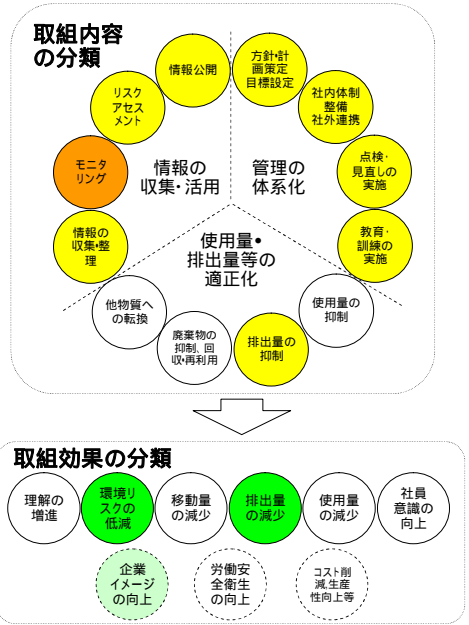 取組内容
の分類
情報公開
方針・計
画策定
目標設定
リスク
アセス
メント
社内体制
整備
社外連携
モニタ
リング
情報の
収集・活用
管理の
体系化
点検・
見直しの
実施
情報の
収集・整
理
使用量・
排出量等の
適正化
教育・
訓練の
実施
他物質へ
の転換
使用量の
抑制
廃棄物の
抑制、回
収・再利用
排出量の
抑制
取組効果の分類
理解の
増進
環境リ
スクの
低減
移動量
の減少
排出量
の減少
使用量
の減少
社員
意識の
向上
企業
イメージ
の向上
労働安
全衛生
の向上
コスト削
減、生産
性向上等